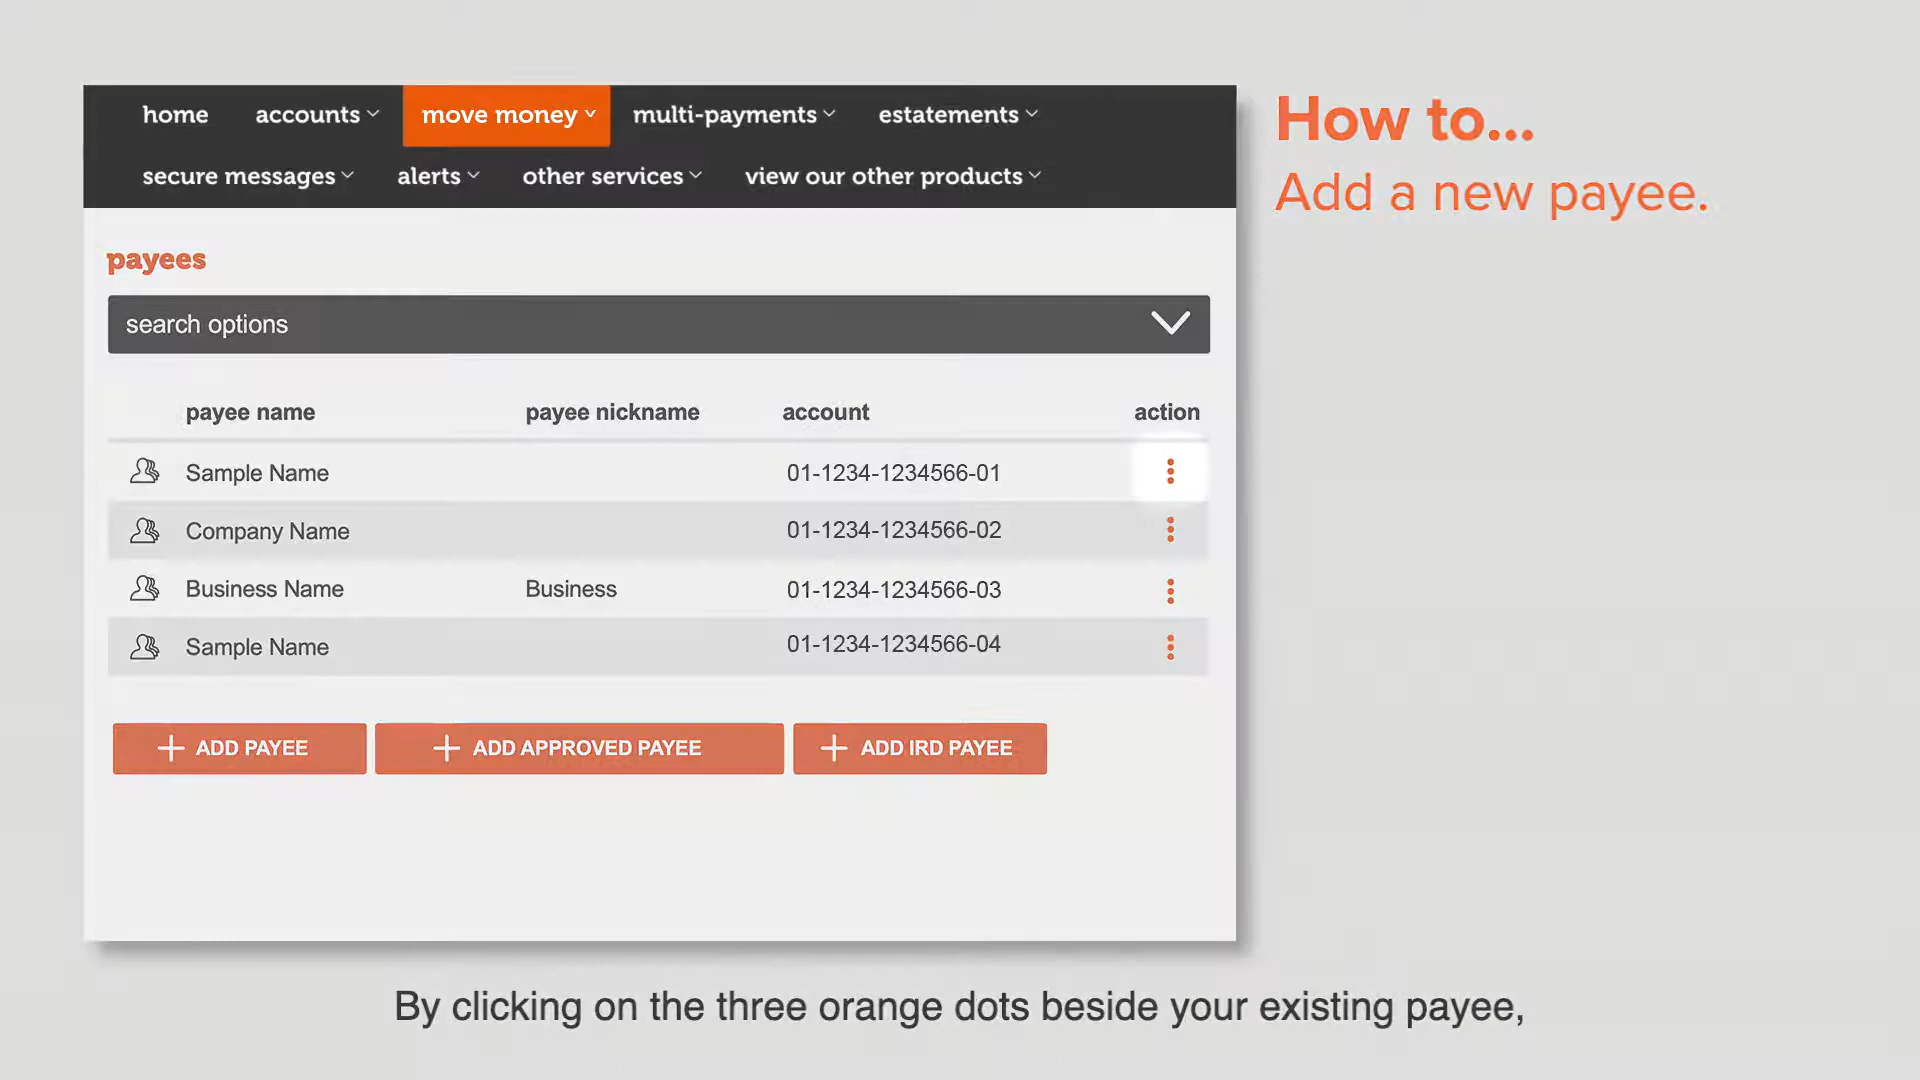 home accounts move money multi-payments estatements
secure messages alerts other services view our other products
How to...
Add a new payee.
payees
search options
payee name payee nickname account action
Sample Name 01-1234-1234566-01
Company Name 01-1234-1234566-02
Business Name Business 01-1234-1234566-03
Sample Name 01-1234-1234566-04
ADD PAYEE ADD APPROVED PAYEE ADD IRD PAYEE
By clicking on the three orange dots beside your existing payee,